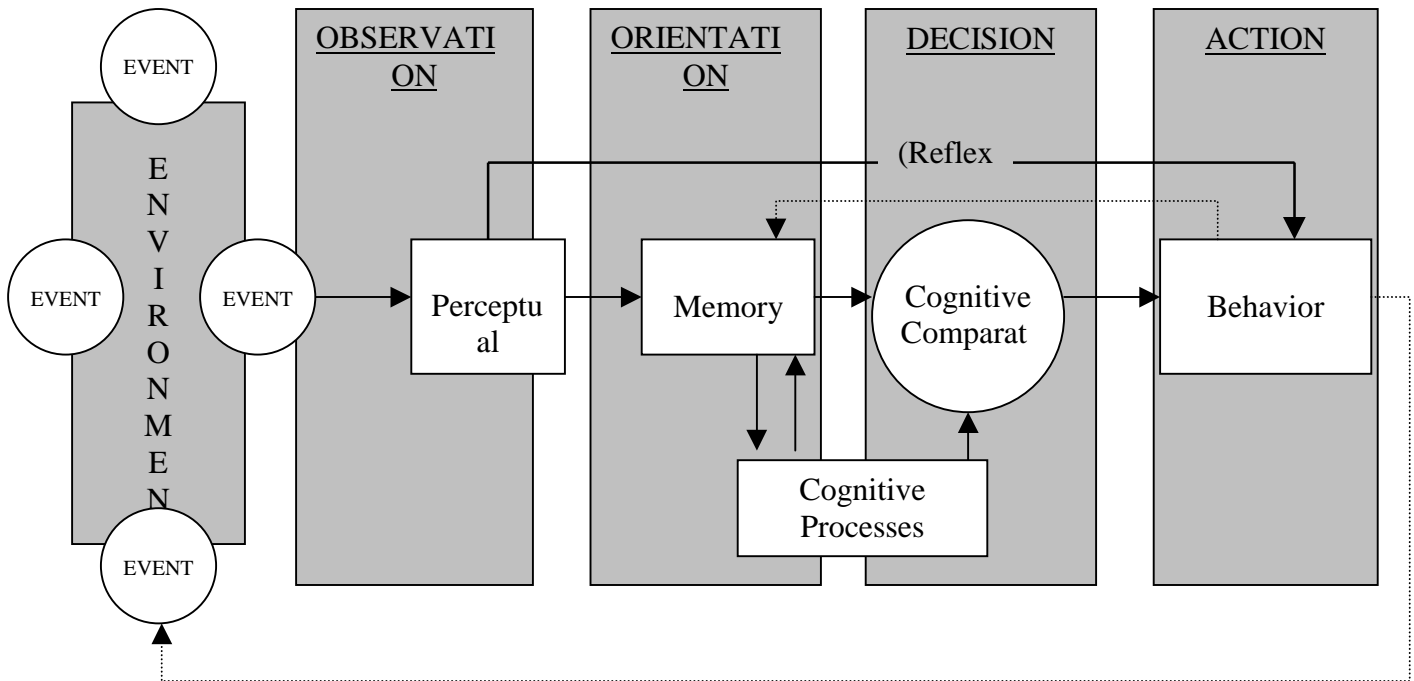 EVENT
E
N
V
I
R
O
N
M
E
N
EVENT
EVENT
EVENT
OBSERVATI
ON
ORIENTATI
ON
DECISION
ACTION
(Reflex
Perceptu
al
Memory
Cognitive
Comparat
Behavior
Cognitive
Processes